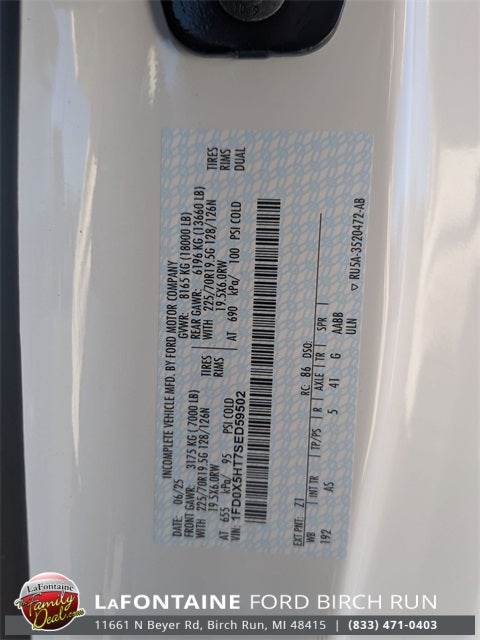 INCOMPLETE VEHICLE MFD. BY FORD MOTOR COMPANY
DATE: 06/25 GVWR: 8165 KG (18000 LB)
FRONT GAWR: 3175 KG (7000 LB) REAR GAWR: 6196 KG (13660 LB)
WITH 225/70R19.5G 128/126N TIRES WITH 225/70R19.5G 128/126N TIRES
19.5X6.0RW RIMS 19.5X6.0RW RIMS
AT 655 kPa/ 95 PSI COLD AT 690 kPa/ 100 PSI COLD DUAL
VIN: 1FD0X5HT7SED59502
EXT PNT: Z1 RC: 86 DSO:
WB INT TR TP/PS R AXLE TR SPR
192 AS 5 41 G AABB
ULN
▽ RU5A-3520472-AB
LaFontaine
The Family Deal.com
LAFONTAINE FORD BIRCH RUN
11661 N Beyer Rd, Birch Run, MI 48415 | (833) 471-0403